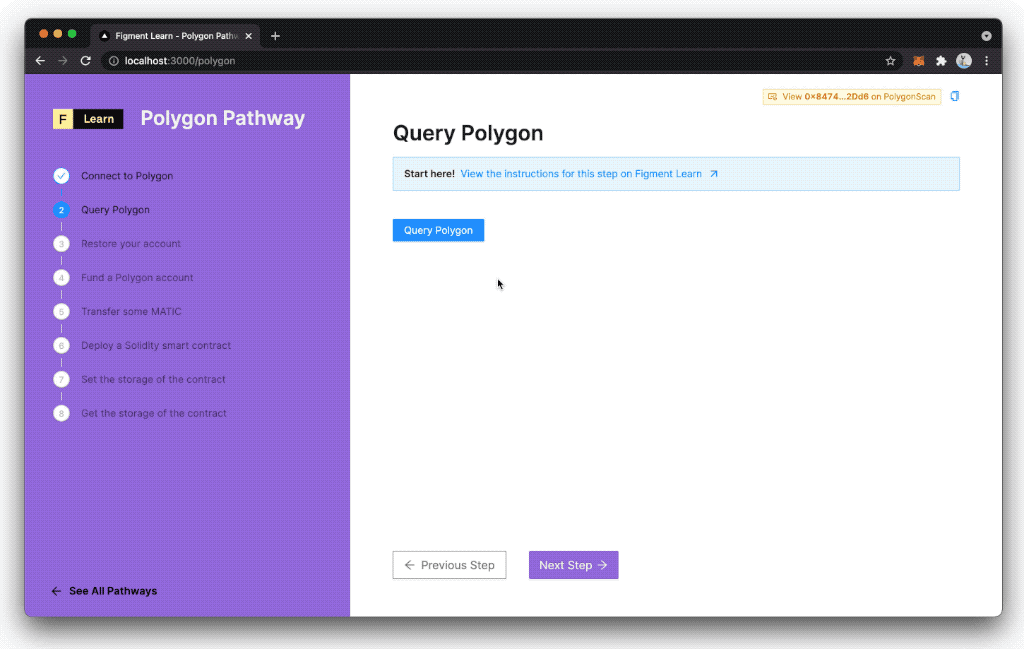 Figment Learn - Polygon Pathw
localhost:3000/polygon
F Learn
Polygon Pathway
Connect to Polygon
2 Query Polygon
3 Restore your account
4 Fund a Polygon account
5 Transfer some MATIC
6 Deploy a Solidity smart contract
7 Set the storage of the contract
8 Get the storage of the contract
See All Pathways
View 0x8474...2Dd6 on PolygonScan
Query Polygon
Start here! View the instructions for this step on Figment Learn
Query Polygon
Previous Step
Next Step